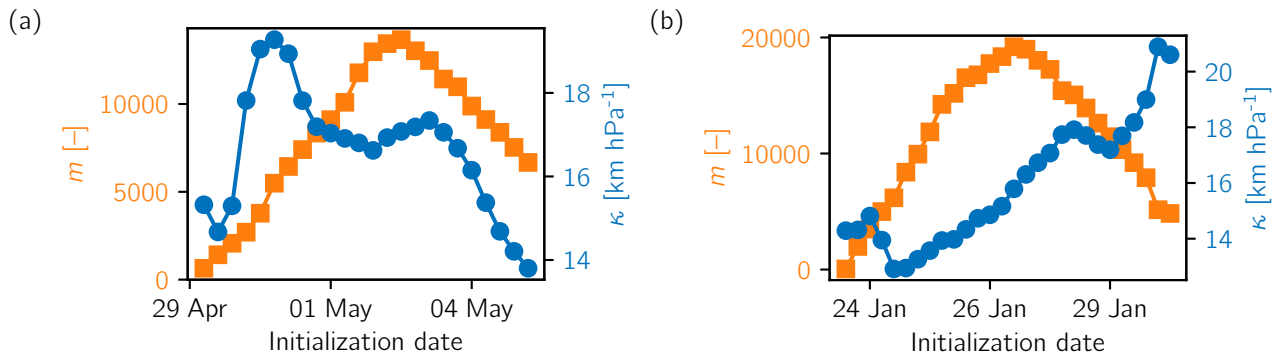 (a)
m [–]
10000
5000
0
18
16
14
κ [km hPa⁻¹]
29 Apr
01 May
04 May
Initialization date
(b)
m [–]
20000
10000
0
20
18
16
14
κ [km hPa⁻¹]
24 Jan
26 Jan
29 Jan
Initialization date